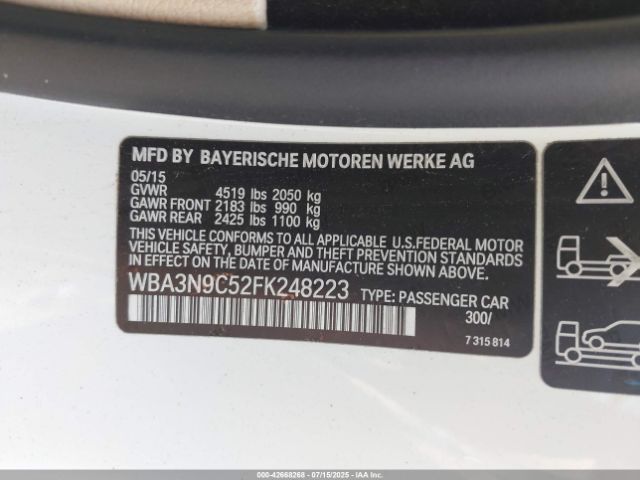 MFD BY BAYERISCHE MOTOREN WERKE AG
05/15
GVWR 4519 lbs 2050 kg
GAWR FRONT 2183 lbs 990 kg
GAWR REAR 2425 lbs 1100 kg
THIS VEHICLE CONFORMS TO ALL APPLICABLE U.S.FEDERAL MOTOR
VEHICLE SAFETY, BUMPER, AND THEFT PREVENTION STANDARDS
IN EFFECT ON THE DATE OF MANUFACTURE SHOWN ABOVE.
WBA3N9C52FK248223 TYPE: PASSENGER CAR
300/
7 315 814
000-42668268 - 07/15/2025 - IAAI.COM